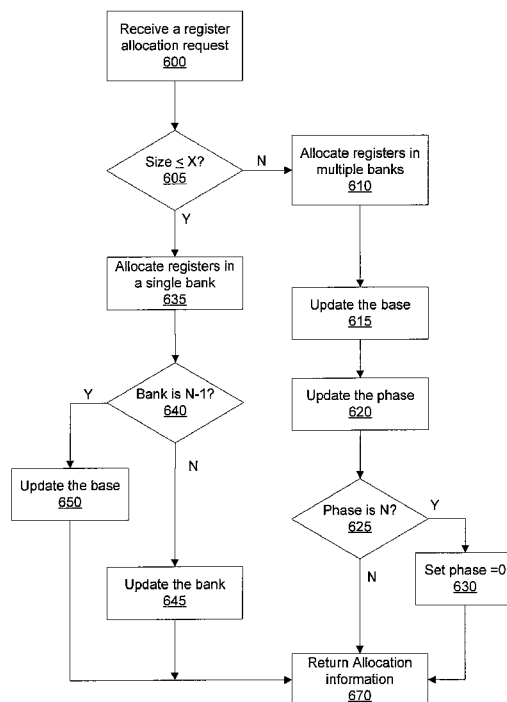 Receive a register
allocation request
600
Size ≤ X?
605
N
Y
Allocate registers in
multiple banks
610
Allocate registers in
a single bank
635
Update the base
615
Bank is N-1?
640
Y
N
Update the phase
620
Update the base
650
Phase is N?
625
Y
N
Update the bank
645
Set phase =0
630
Return Allocation
information
670